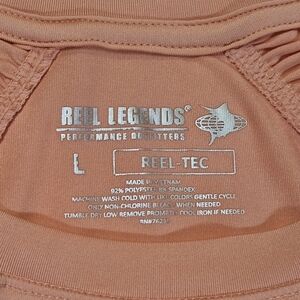 REEL LEGENDS®
PERFORMANCE OUTFITTERS
L REEL-TEC
MADE IN VIETNAM
92% POLYESTER 8% SPANDEX
MACHINE WASH COLD WITH LIKE COLORS GENTLE CYCLE
ONLY NON-CHLORINE BLEACH WHEN NEEDED
TUMBLE DRY LOW REMOVE PROMPTLY COOL IRON IF NEEDED